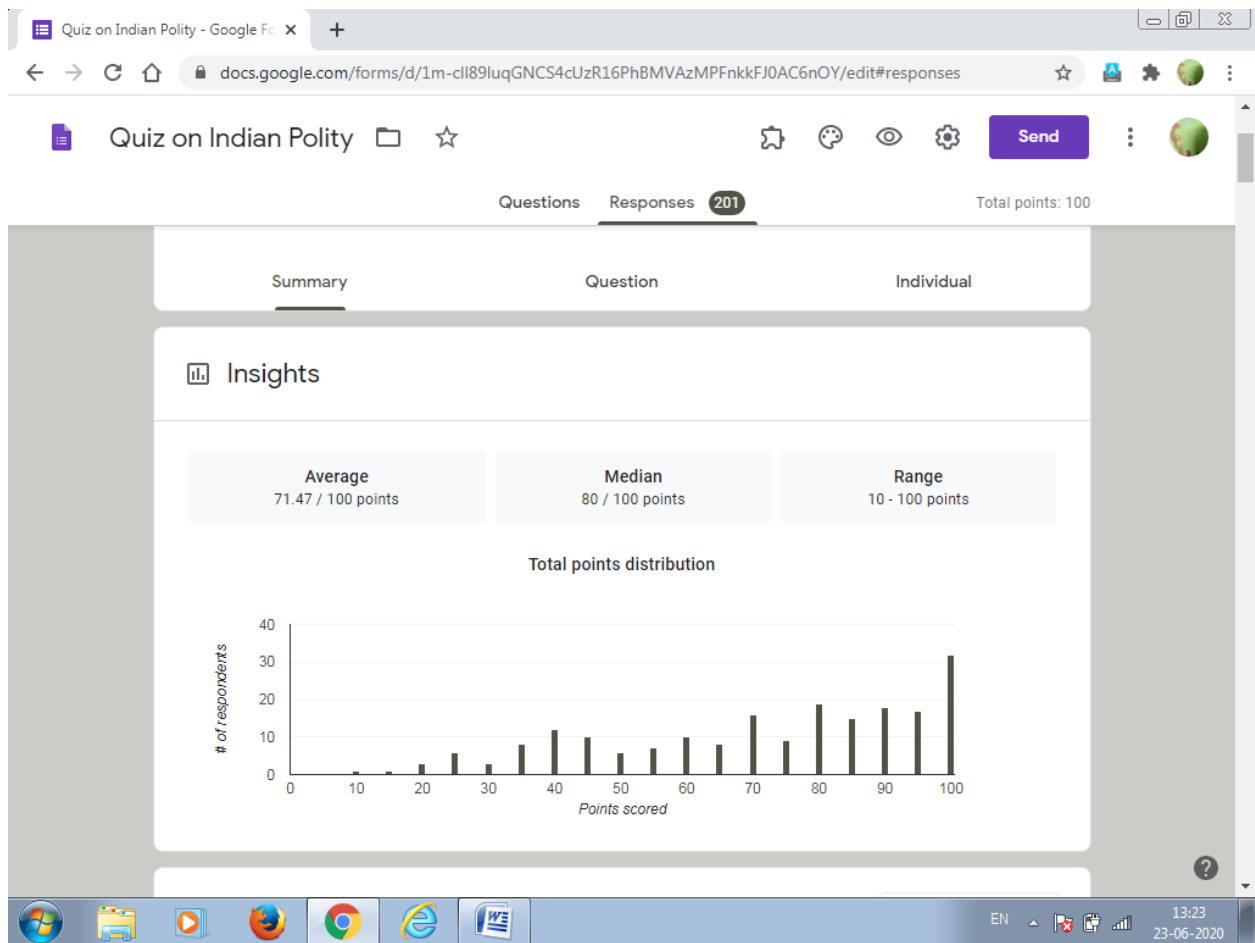 Quiz on Indian Polity - Google Fo
docs.google.com/forms/d/1m-cll89luqGNCS4cUzR16PhBMVAzMPFnkkFJ0AC6nOY/edit#responses
Quiz on Indian Polity
Send
Questions Responses 201
Total points: 100
Summary Question Individual
Insights
Average Median Range
71.47 / 100 points 80 / 100 points 10 - 100 points
Total points distribution
# of respondents
40
30
20
10
0
0 10 20 30 40 50 60 70 80 90 100
Points scored
EN 13:23
23-06-2020